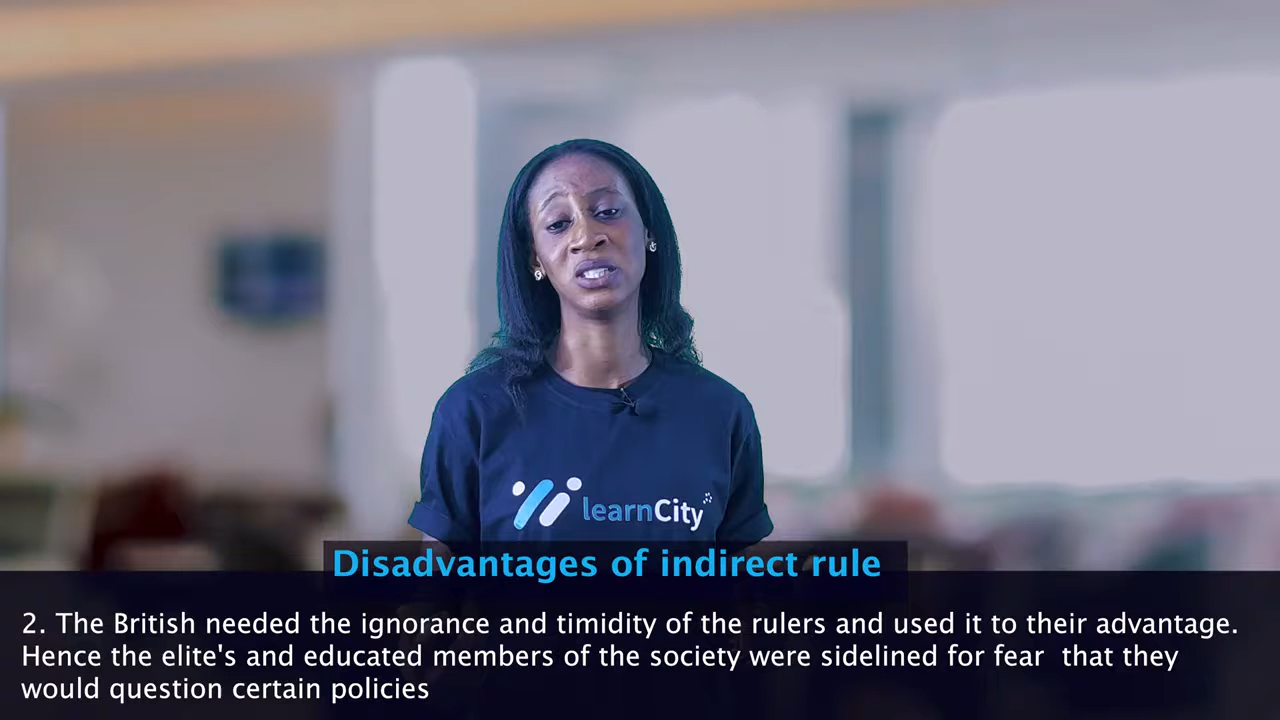 learnCity
Disadvantages of indirect rule
2. The British needed the ignorance and timidity of the rulers and used it to their advantage.
Hence the elite's and educated members of the society were sidelined for fear  that they
would question certain policies